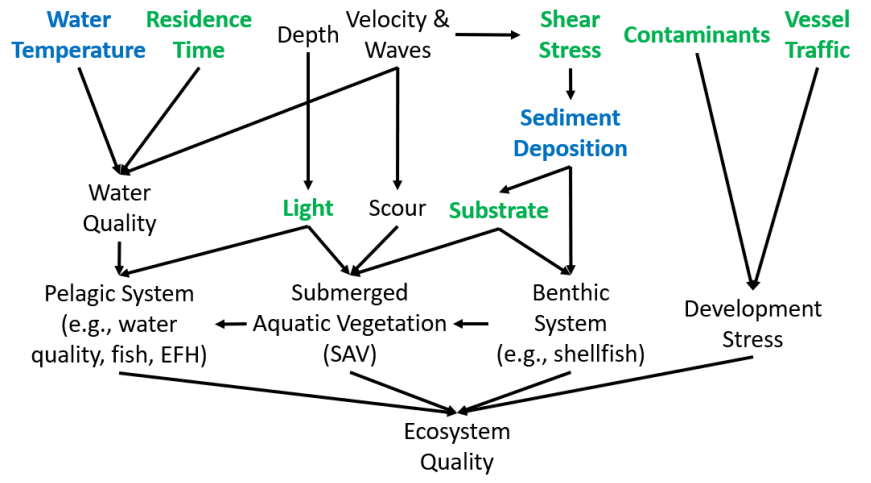 Water
Temperature
Residence
Time
Depth
Velocity &
Waves
Shear
Stress
Contaminants
Vessel
Traffic
Sediment
Deposition
Water
Quality
Light
Scour
Substrate
Pelagic System
(e.g., water
quality, fish, EFH)
Submerged
Aquatic Vegetation
(SAV)
Benthic
System
(e.g., shellfish)
Development
Stress
Ecosystem
Quality